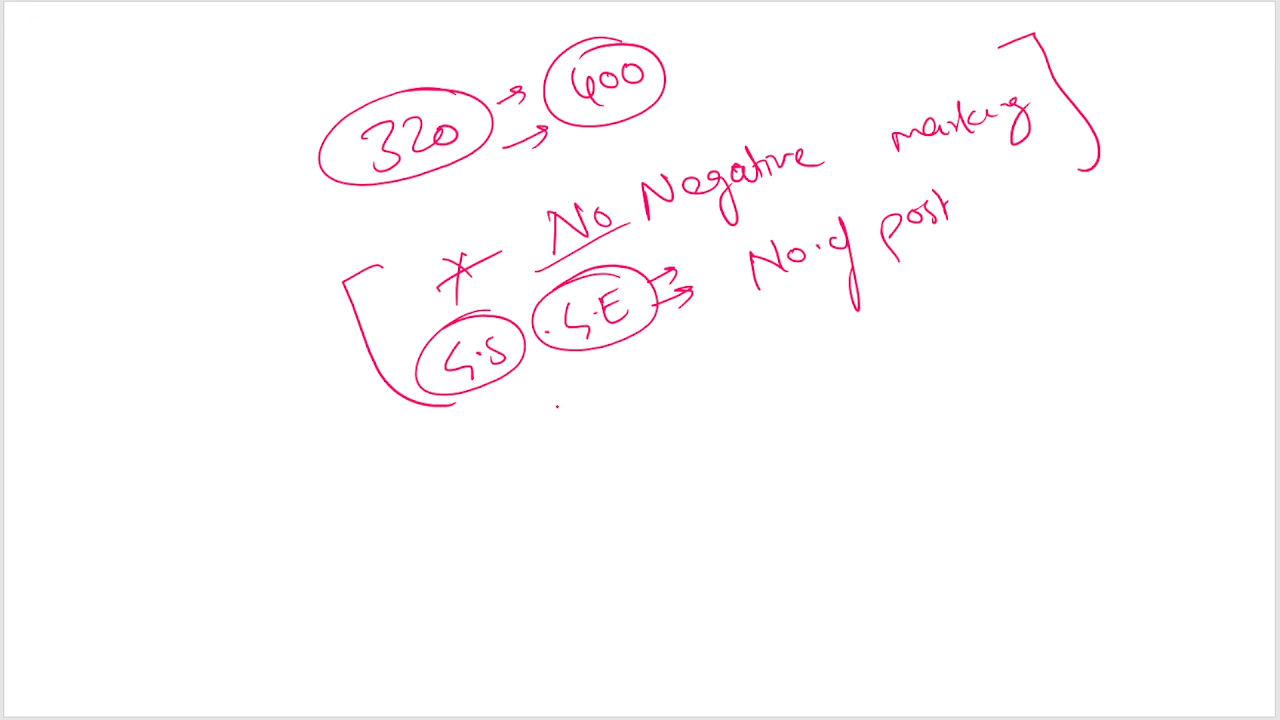 320 → 400
* No Negative marking
G.S .G.E → No. of post